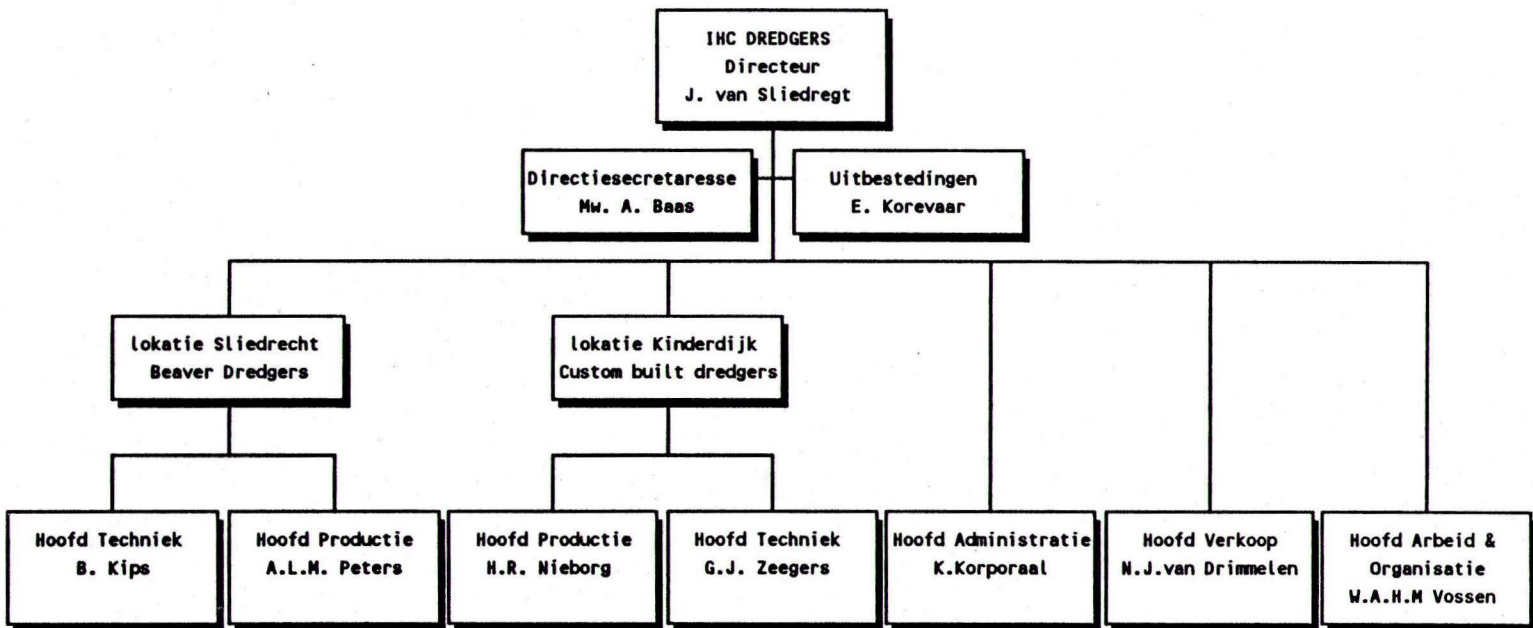 IHC DREDGERS
Directeur
J. van Sliedregt
Directiesecretaresse
Mw. A. Baas
Uitbestedingen
E. Korevaar
lokatie Sliedrecht
Beaver Dredgers
lokatie Kinderdijk
Custom built dredgers
Hoofd Techniek
B. Kips
Hoofd Productie
A.L.M. Peters
Hoofd Productie
H.R. Nieborg
Hoofd Techniek
G.J. Zeegers
Hoofd Administratie
K.Korporaal
Hoofd Verkoop
N.J.van Drimmelen
Hoofd Arbeid &
Organisatie
W.A.H.M Vossen